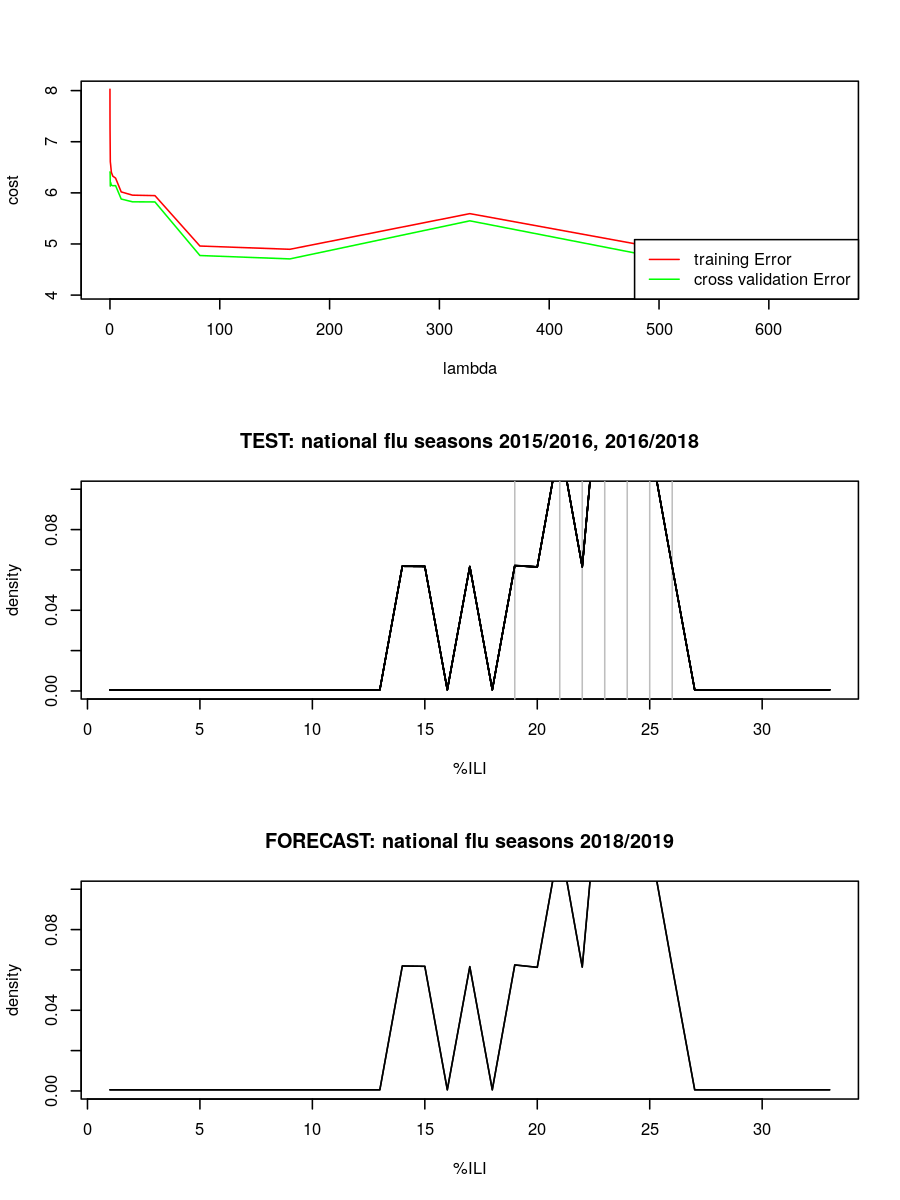 8
7
6
5
4
cost
training Error
cross validation Error
0 100 200 300 400 500 600
lambda
TEST: national flu seasons 2015/2016, 2016/2018
0.08
0.04
0.00
density
0 5 10 15 20 25 30
%ILI
FORECAST: national flu seasons 2018/2019
0.08
0.04
0.00
density
0 5 10 15 20 25 30
%ILI